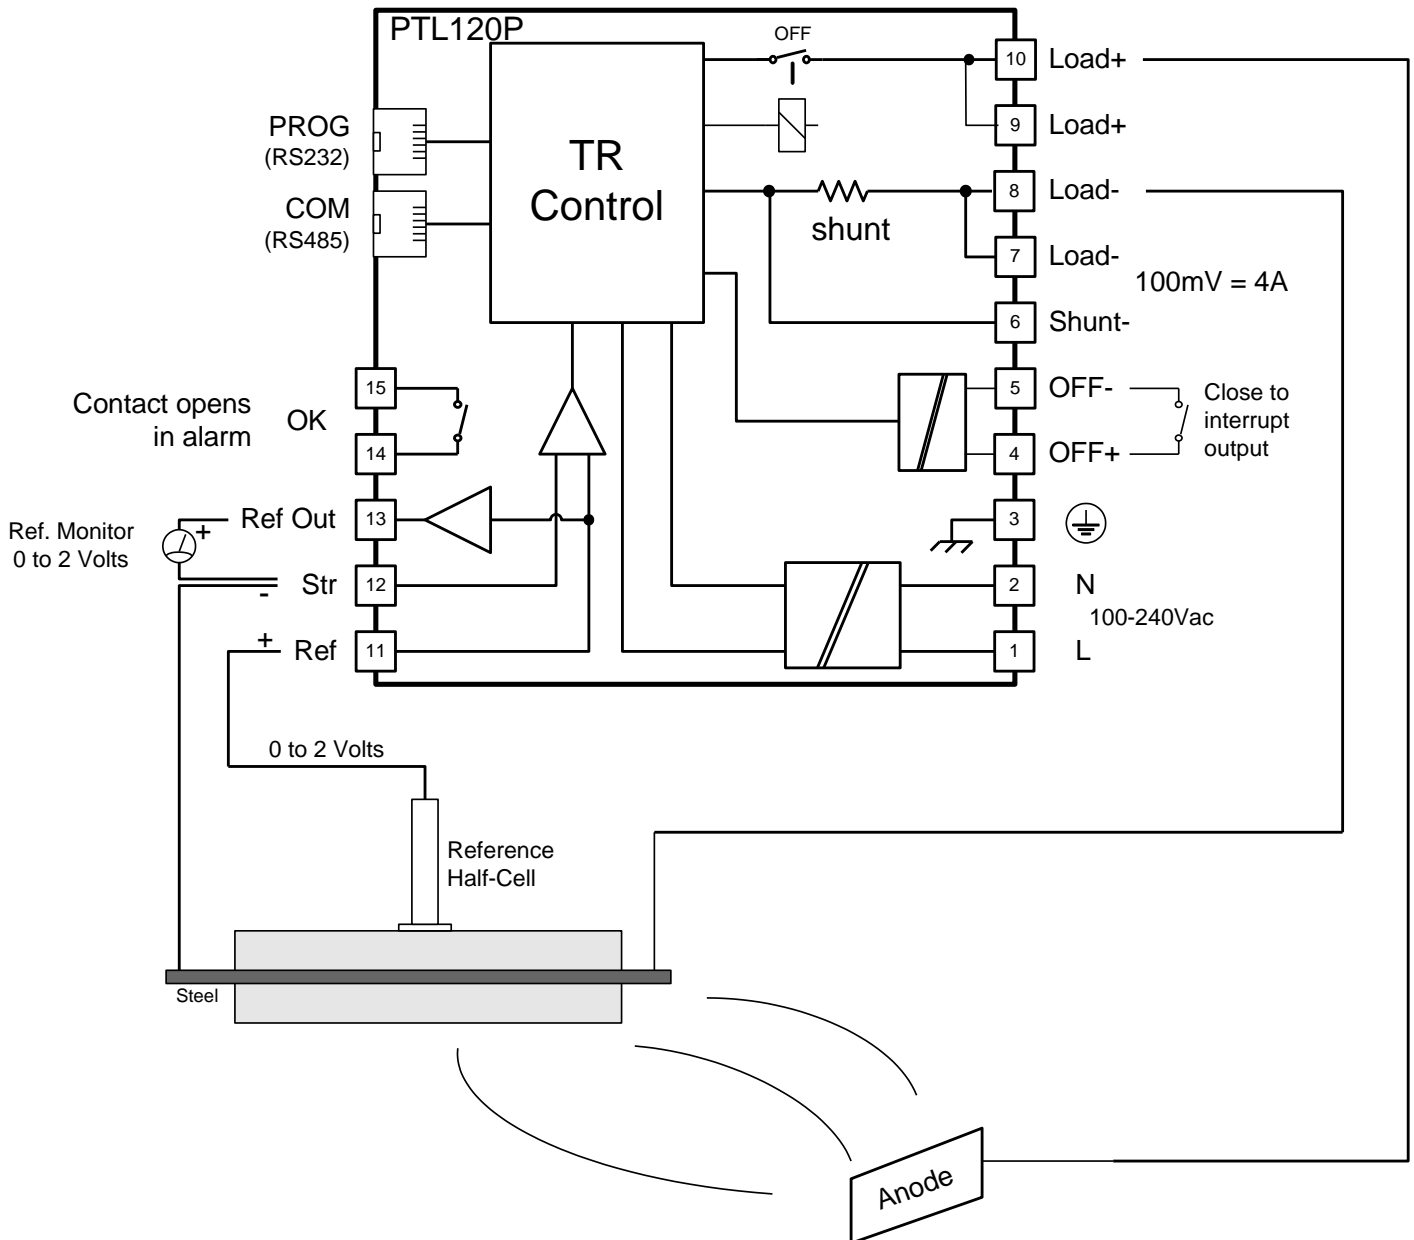 PTL120P
OFF
10 Load+
PROG
(RS232)
9 Load+
TR
Control
COM
(RS485)
8 Load-
shunt
7 Load-
100mV = 4A
6 Shunt-
Contact opens
in alarm
OK
15
14
5 OFF-
4 OFF+
Close to
interrupt
output
Ref. Monitor
0 to 2 Volts
+
Ref Out 13
3
-
Str 12
2 N
100-240Vac
+
Ref 11
1 L
0 to 2 Volts
Reference
Half-Cell
Steel
Anode